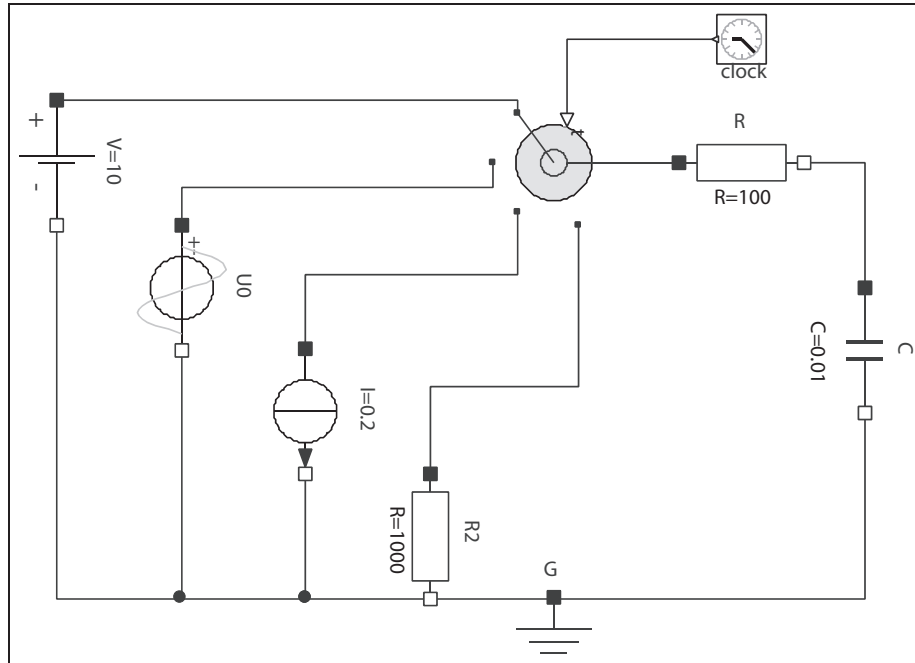 clock
R
R=100
+
-
V=10
+
-
U0
C=0.01
C
I=0.2
R=1000
R2
G